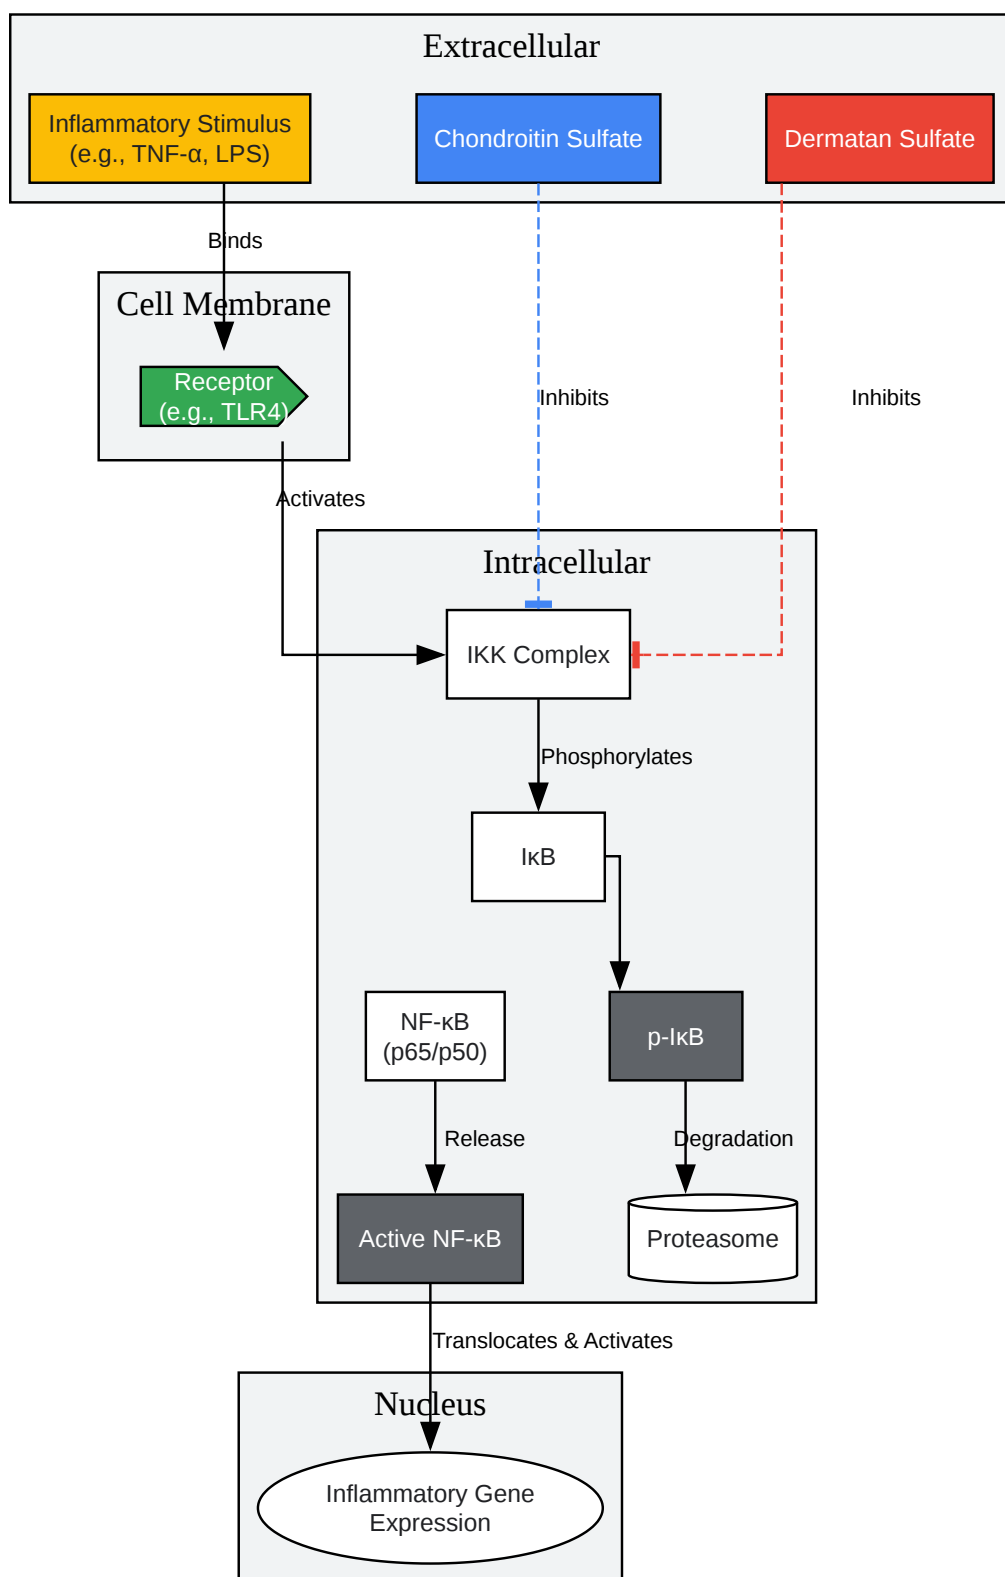 Extracellular
Inflammatory Stimulus
(e.g., TNF-α, LPS)
Chondroitin Sulfate
Dermatan Sulfate
Binds
Cell Membrane
Receptor
(e.g., TLR4)
Inhibits
Inhibits
Activates
Intracellular
IKK Complex
Phosphorylates
IκB
NF-κB
(p65/p50)
p-IκB
Release
Degradation
Active NF-κB
Proteasome
Translocates & Activates
Nucleus
Inflammatory Gene
Expression